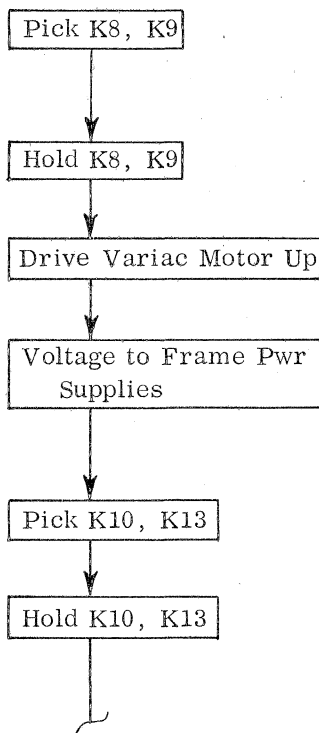 Pick K8, K9
Hold K8, K9
Drive Variac Motor Up
Voltage to Frame Pwr
Supplies
Pick K10, K13
Hold K10, K13